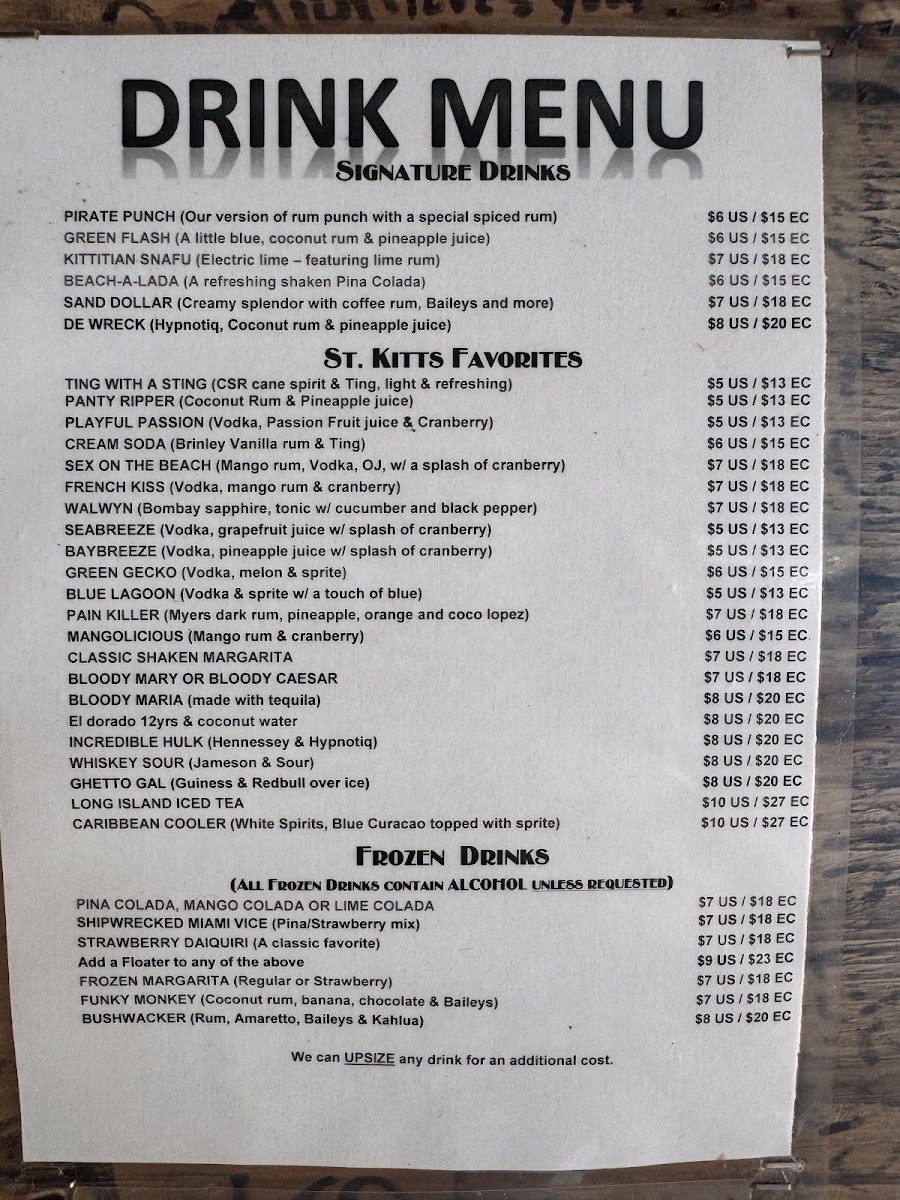 DRINK MENU
SIGNATURE DRINKS
PIRATE PUNCH (Our version of rum punch with a special spiced rum) $6 US / $15 EC
GREEN FLASH (A little blue, coconut rum & pineapple juice) $6 US / $15 EC
KITTITIAN SNAFU (Electric lime – featuring lime rum) $7 US / $18 EC
BEACH-A-LADA (A refreshing shaken Pina Colada) $6 US / $15 EC
SAND DOLLAR (Creamy splendor with coffee rum, Baileys and more) $7 US / $18 EC
DE WRECK (Hypnotiq, Coconut rum & pineapple juice) $8 US / $20 EC
ST. KITTS FAVORITES
TING WITH A STING (CSR cane spirit & Ting, light & refreshing) $5 US / $13 EC
PANTY RIPPER (Coconut Rum & Pineapple juice) $5 US / $13 EC
PLAYFUL PASSION (Vodka, Passion Fruit juice & Cranberry) $5 US / $13 EC
CREAM SODA (Brinley Vanilla rum & Ting) $6 US / $15 EC
SEX ON THE BEACH (Mango rum, Vodka, OJ, w/ a splash of cranberry) $7 US / $18 EC
FRENCH KISS (Vodka, mango rum & cranberry) $7 US / $18 EC
WALWYN (Bombay sapphire, tonic w/ cucumber and black pepper) $7 US / $18 EC
SEABREEZE (Vodka, grapefruit juice w/ splash of cranberry) $5 US / $13 EC
BAYBREEZE (Vodka, pineapple juice w/ splash of cranberry) $5 US / $13 EC
GREEN GECKO (Vodka, melon & sprite) $6 US / $15 EC
BLUE LAGOON (Vodka & sprite w/ a touch of blue) $5 US / $13 EC
PAIN KILLER (Myers dark rum, pineapple, orange and coco lopez) $7 US / $18 EC
MANGOLICIOUS (Mango rum & cranberry) $6 US / $15 EC
CLASSIC SHAKEN MARGARITA $7 US / $18 EC
BLOODY MARY OR BLOODY CAESAR $7 US / $18 EC
BLOODY MARIA (made with tequila) $8 US / $20 EC
El dorado 12yrs & coconut water $8 US / $20 EC
INCREDIBLE HULK (Hennessey & Hypnotiq) $8 US / $20 EC
WHISKEY SOUR (Jameson & Sour) $8 US / $20 EC
GHETTO GAL (Guiness & Redbull over ice) $8 US / $20 EC
LONG ISLAND ICED TEA $10 US / $27 EC
CARIBBEAN COOLER (White Spirits, Blue Curacao topped with sprite) $10 US / $27 EC
FROZEN DRINKS
(ALL FROZEN DRINKS CONTAIN ALCOHOL UNLESS REQUESTED)
PINA COLADA, MANGO COLADA OR LIME COLADA $7 US / $18 EC
SHIPWRECKED MIAMI VICE (Pina/Strawberry mix) $7 US / $18 EC
STRAWBERRY DAIQUIRI (A classic favorite) $7 US / $18 EC
Add a Floater to any of the above $9 US / $23 EC
FROZEN MARGARITA (Regular or Strawberry) $7 US / $18 EC
FUNKY MONKEY (Coconut rum, banana, chocolate & Baileys) $7 US / $18 EC
BUSHWACKER (Rum, Amaretto, Baileys & Kahlua) $8 US / $20 EC
We can UPSIZE any drink for an additional cost.